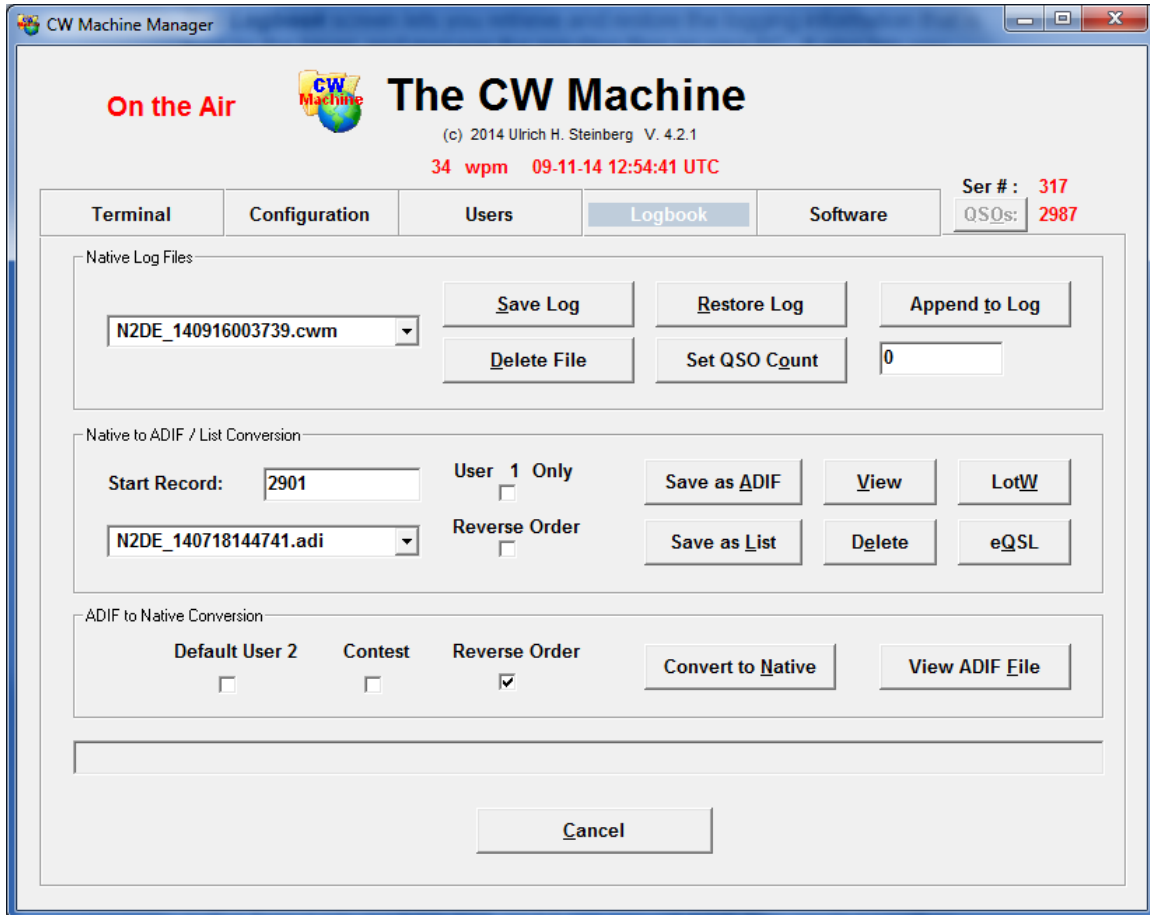 CW Machine Manager
On the Air
CW Machine
The CW Machine
(c) 2014 Ulrich H. Steinberg V. 4.2.1
34 wpm 09-11-14 12:54:41 UTC
Ser # : 317
Terminal Configuration Users Logbook Software QSOs: 2987
Native Log Files
N2DE_140916003739.cwm
Save Log Restore Log Append to Log
Delete File Set QSO Count 0
Native to ADIF / List Conversion
Start Record: 2901 User 1 Only Save as ADIF View LotW
N2DE_140718144741.adi Reverse Order Save as List Delete eQSL
ADIF to Native Conversion
Default User 2 Contest Reverse Order Convert to Native View ADIF File
Cancel